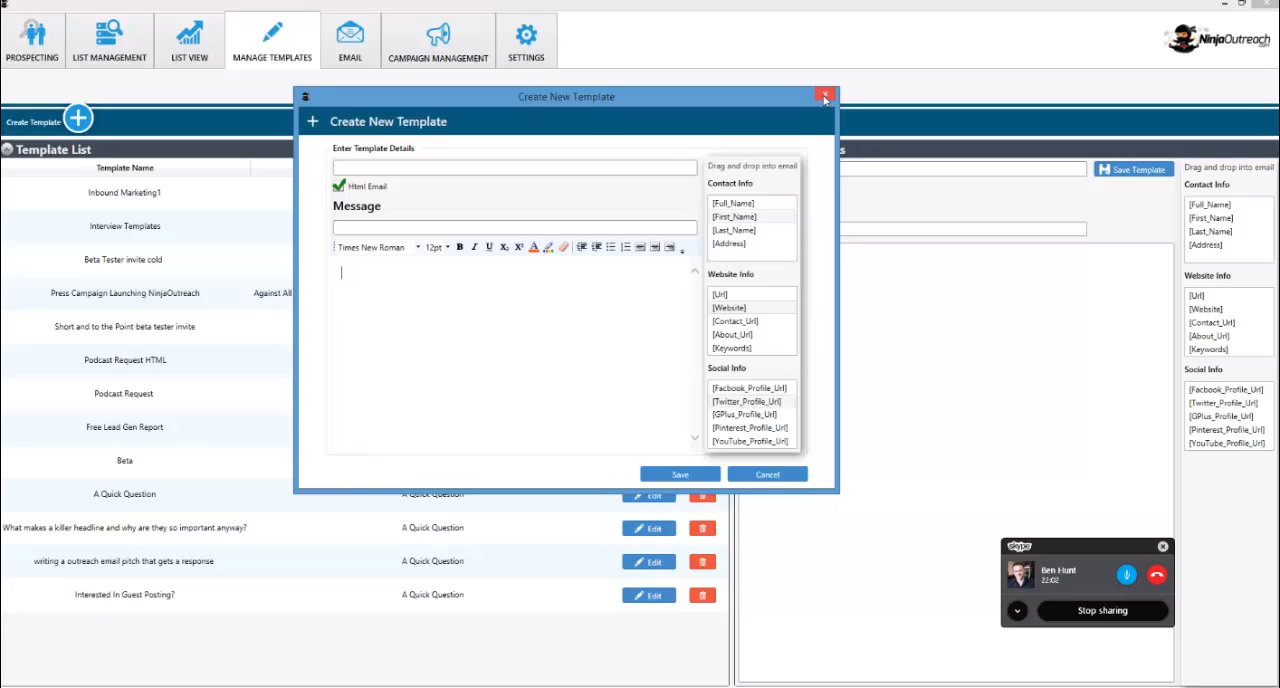 PROSPECTING
LIST MANAGEMENT
LIST VIEW
MANAGE TEMPLATES
EMAIL
CAMPAIGN MANAGEMENT
SETTINGS
NinjaOutreach
Create Template
Template List
Template Name
Inbound Marketing1
Interview Templates
Beta Tester invite cold
Press Campaign Launching NinjaOutreach
Against All
Short and to the Point beta tester invite
Podcast Request HTML
Podcast Request
Free Lead Gen Report
Beta
A Quick Question
A Quick Question
Edit
What makes a killer headline and why are they so important anyway?
A Quick Question
Edit
writing a outreach email pitch that gets a response
A Quick Question
Edit
Interested In Guest Posting?
A Quick Question
Edit
Create New Template
Create New Template
Enter Template Details
Html Email
Message
Times New Roman
12pt
B I U X₂ X² A
Drag and drop into email
Contact Info
[Full_Name]
[First_Name]
[Last_Name]
[Address]
Website Info
[Url]
[Website]
[Contact_Url]
[About_Url]
[Keywords]
Social Info
[Facbook_Profile_Url]
[Twitter_Profile_Url]
[GPlus_Profile_Url]
[Pinterest_Profile_Url]
[YouTube_Profile_Url]
Save
Cancel
s
Save Template
Drag and drop into email
Contact Info
[Full_Name]
[First_Name]
[Last_Name]
[Address]
Website Info
[Url]
[Website]
[Contact_Url]
[About_Url]
[Keywords]
Social Info
[Facbook_Profile_Url]
[Twitter_Profile_Url]
[GPlus_Profile_Url]
[Pinterest_Profile_Url]
[YouTube_Profile_Url]
skype
Ben Hunt
22:02
Stop sharing